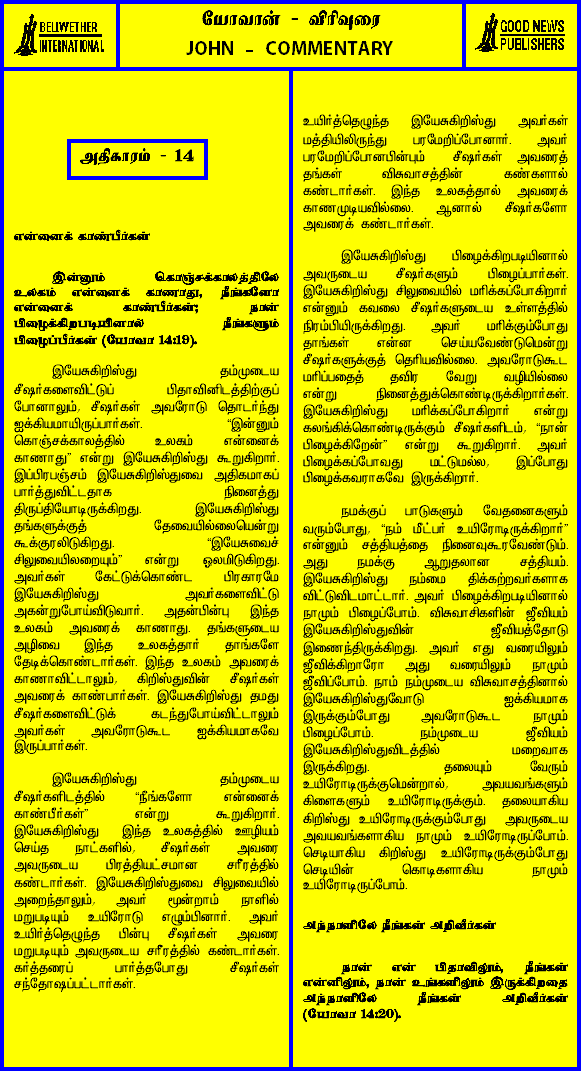 BELLWETHER
INTERNATIONAL
யோவான் - விரிவுரை
JOHN - COMMENTARY
GOOD NEWS
PUBLISHERS
அதிகாரம் - 14
என்னைக் காண்பீர்கள்
இன்னும் கொஞ்சக்காலத்திலே
உலகம் என்னைக் காணாது, நீங்களோ
என்னைக் காண்பீர்கள்; நான்
பிழைக்கிறபடியினால் நீங்களும்
பிழைப்பீர்கள் (யோவா 14:19).
இயேசுகிறிஸ்து தம்முடைய
சீஷர்களைவிட்டுப் பிதாவினிடத்திற்குப்
போனாலும், சீஷர்கள் அவரோடு தொடர்ந்து
ஐக்கியமாயிருப்பார்கள். “இன்னும்
கொஞ்சக்காலத்தில் உலகம் என்னைக்
காணாது” என்று இயேசுகிறிஸ்து கூறுகிறார்.
இப்பிரபஞ்சம் இயேசுகிறிஸ்துவை அதிகமாகப்
பார்த்துவிட்டதாக நினைத்து
திருப்தியோடிருக்கிறது. இயேசுகிறிஸ்து
தங்களுக்குத் தேவையில்லையென்று
கூக்குரலிடுகிறது. “இயேசுவைச்
சிலுவையிலறையும்” என்று ஓலமிடுகிறது.
அவர்கள் கேட்டுக்கொண்ட பிரகாரமே
இயேசுகிறிஸ்து அவர்களைவிட்டு
அகன்றுபோய்விடுவார். அதன்பின்பு இந்த
உலகம் அவரைக் காணாது. தங்களுடைய
அழிவை இந்த உலகத்தார் தாங்களே
தேடிக்கொண்டார்கள். இந்த உலகம் அவரைக்
காணாவிட்டாலும், கிறிஸ்துவின் சீஷர்கள்
அவரைக் காண்பார்கள். இயேசுகிறிஸ்து தமது
சீஷர்களைவிட்டுக் கடந்துபோய்விட்டாலும்
அவர்கள் அவரோடுகூட ஐக்கியமாகவே
இருப்பார்கள்.
இயேசுகிறிஸ்து தம்முடைய
சீஷர்களிடத்தில் “நீங்களோ என்னைக்
காண்பீர்கள்” என்று கூறுகிறார்.
இயேசுகிறிஸ்து இந்த உலகத்தில் ஊழியம்
செய்த நாட்களில், சீஷர்கள் அவரை
அவருடைய பிரத்தியட்சமான சரீரத்தில்
கண்டார்கள். இயேசுகிறிஸ்துவை சிலுவையில்
அறைந்தாலும், அவர் மூன்றாம் நாளில்
மறுபடியும் உயிரோடு எழும்பினார். அவர்
உயிர்த்தெழுந்த பின்பு சீஷர்கள் அவரை
மறுபடியும் அவருடைய சரீரத்தில் கண்டார்கள்.
கர்த்தரைப் பார்த்தபோது சீஷர்கள்
சந்தோஷப்பட்டார்கள்.
உயிர்த்தெழுந்த இயேசுகிறிஸ்து அவர்கள்
மத்தியிலிருந்து பரமேறிப்போனார். அவர்
பரமேறிப்போனபின்பும் சீஷர்கள் அவரைத்
தங்கள் விசுவாசத்தின் கண்களால்
கண்டார்கள். இந்த உலகத்தால் அவரைக்
காணமுடியவில்லை. ஆனால் சீஷர்களோ
அவரைக் கண்டார்கள்.
இயேசுகிறிஸ்து பிழைக்கிறபடியினால்
அவருடைய சீஷர்களும் பிழைப்பார்கள்.
இயேசுகிறிஸ்து சிலுவையில் மரிக்கப்போகிறார்
என்னும் கவலை சீஷர்களுடைய உள்ளத்தில்
நிரம்பியிருக்கிறது. அவர் மரிக்கும்போது
தாங்கள் என்ன செய்யவேண்டுமென்று
சீஷர்களுக்குத் தெரியவில்லை. அவரோடுகூட
மரிப்பதைத் தவிர வேறு வழியில்லை
என்று நினைத்துக்கொண்டிருக்கிறார்கள்.
இயேசுகிறிஸ்து மரிக்கப்போகிறார் என்று
கலங்கிக்கொண்டிருக்கும் சீஷர்களிடம், “நான்
பிழைக்கிறேன்” என்று கூறுகிறார். அவர்
பிழைக்கப்போவது மட்டுமல்ல, இப்போது
பிழைக்கவராகவே இருக்கிறார்.
நமக்குப் பாடுகளும் வேதனைகளும்
வரும்போது, “நம் மீட்பர் உயிரோடிருக்கிறார்”
என்னும் சத்தியத்தை நினைவுகூரவேண்டும்.
அது நமக்கு ஆறுதலான சத்தியம்.
இயேசுகிறிஸ்து நம்மை திக்கற்றவர்களாக
விட்டுவிடமாட்டார். அவர் பிழைக்கிறபடியினால்
நாமும் பிழைப்போம். விசுவாசிகளின் ஜீவியம்
இயேசுகிறிஸ்துவின் ஜீவியத்தோடு
இணைந்திருக்கிறது. அவர் எது வரையிலும்
ஜீவிக்கிறாரோ அது வரையிலும் நாமும்
ஜீவிப்போம். நாம் நம்முடைய விசுவாசத்தினால்
இயேசுகிறிஸ்துவோடு ஐக்கியமாக
இருக்கும்போது அவரோடுகூட நாமும்
பிழைப்போம். நம்முடைய ஜீவியம்
இயேசுகிறிஸ்துவிடத்தில் மறைவாக
இருக்கிறது. தலையும் வேரும்
உயிரோடிருக்குமென்றால், அவயவங்களும்
கிளைகளும் உயிரோடிருக்கும். தலையாகிய
கிறிஸ்து உயிரோடிருக்கும்போது அவருடைய
அவயவங்களாகிய நாமும் உயிரோடிருப்போம்.
செடியாகிய கிறிஸ்து உயிரோடிருக்கும்போது
செடியின் கொடிகளாகிய நாமும்
உயிரோடிருப்போம்.
அந்நாளிலே நீங்கள் அறிவீர்கள்
நான் என் பிதாவிலும், நீங்கள்
என்னிலும், நான் உங்களிலும் இருக்கிறதை
அந்நாளிலே நீங்கள் அறிவீர்கள்
(யோவா 14:20).